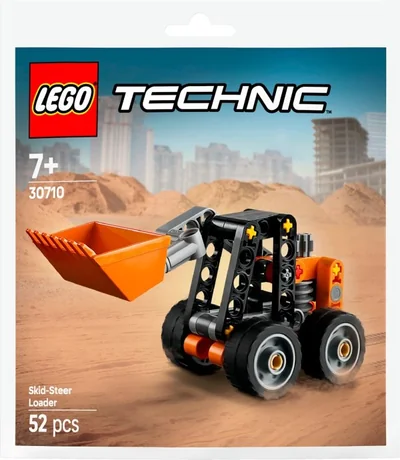 LEGO TECHNIC
7+
30710
Skid-Steer
Loader
52 pcs